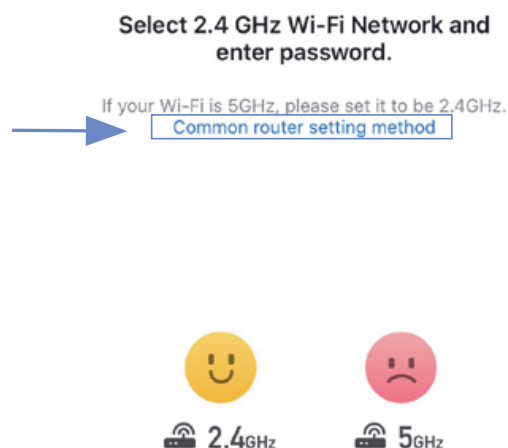 Select 2.4 GHz Wi-Fi Network and
enter password.
If your Wi-Fi is 5GHz, please set it to be 2.4GHz.
Common router setting method
2.4GHz 5GHz